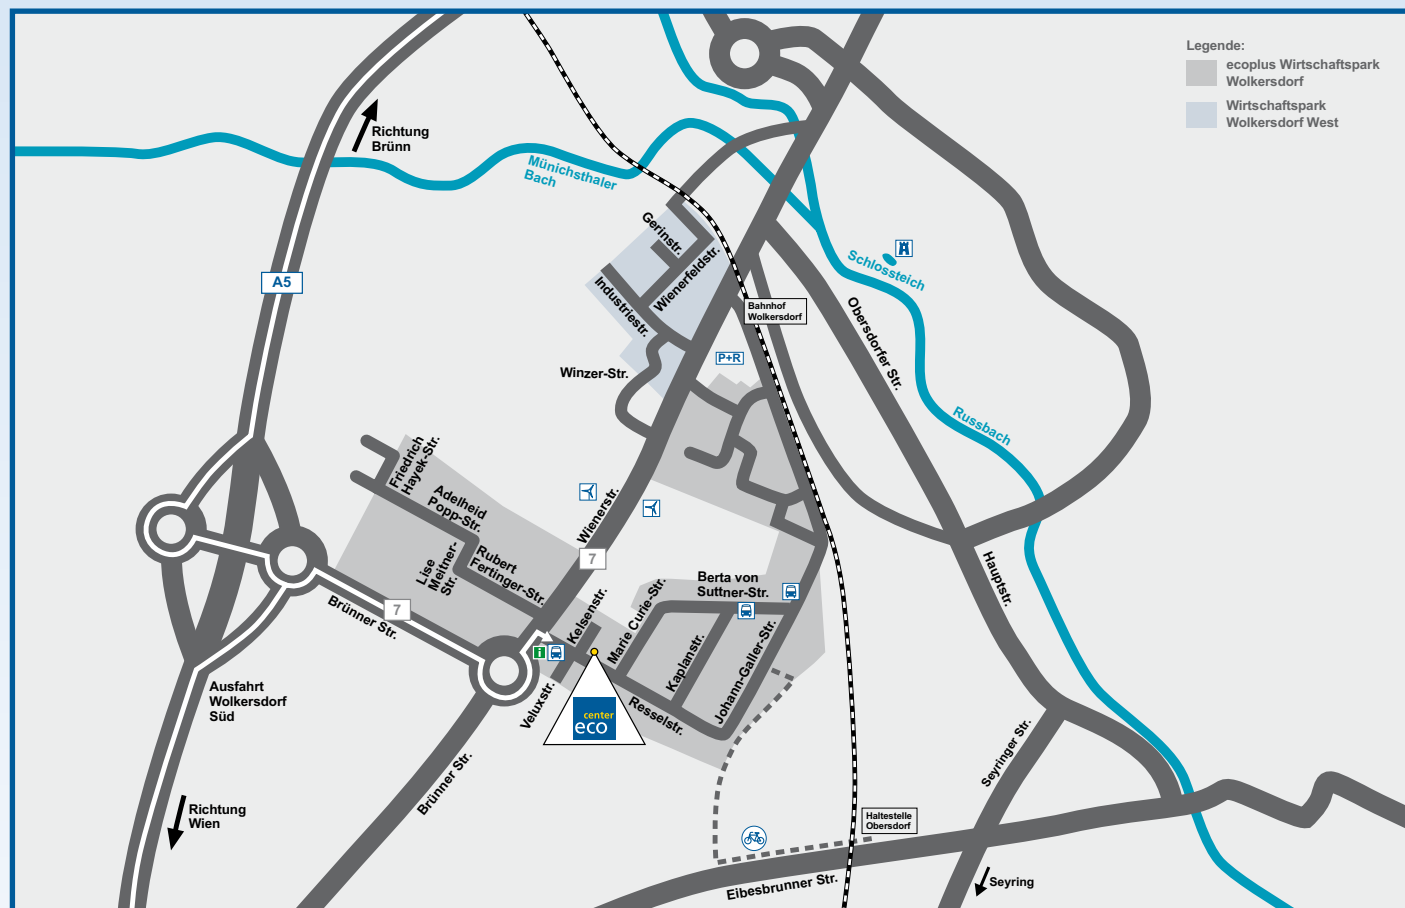 Legende:
ecoplus Wirtschaftspark
Wolkersdorf
Wirtschaftspark
Wolkersdorf West
Richtung
Brünn
Münichsthaler
Bach
A5
Gerinstr.
Wienerfeldstr.
Industriestr.
Schlossteich
Bahnhof
Wolkersdorf
Obersdorfer Str.
P+R
Winzer-Str.
Russbach
Friedrich
Hayek-Str.
Adelheid
Popp-Str.
Wienerstr.
7
Lise
Meitner-
Str.
Rubert
Fertinger-Str.
Hauptstr.
Berta von
Suttner-Str.
7
Brünner Str.
Kelsenstr.
Marie Curie-Str.
Kaplanstr.
Johann-Galler-Str.
i
Veluxstr.
Resselstr.
center
eco
Ausfahrt
Wolkersdorf
Süd
Brünner Str.
Seyringer Str.
Richtung
Wien
Haltestelle
Obersdorf
Eibesbrunner Str.
Seyring